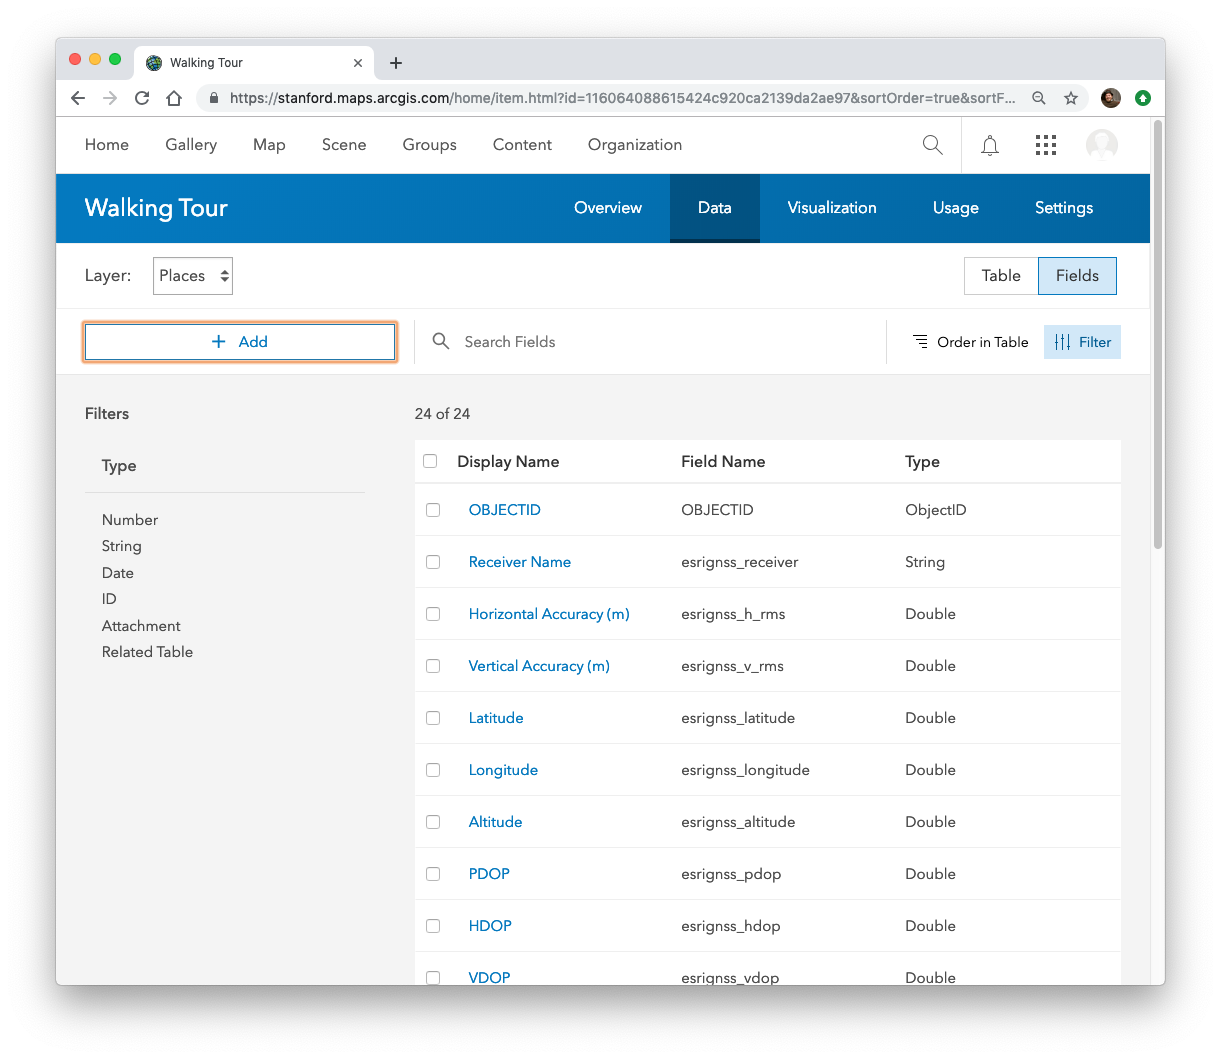 Walking Tour
https://stanford.maps.arcgis.com/home/item.html?id=116064088615424c920ca2139da2ae97&sortOrder=true&sortF...
Home Gallery Map Scene Groups Content Organization
Walking Tour Overview Data Visualization Usage Settings
Layer: Places Table Fields
+ Add Search Fields Order in Table Filter
Filters 24 of 24
Display Name Field Name Type
Type
OBJECTID OBJECTID ObjectID
Number
String
Receiver Name esrignss_receiver String
Date
ID
Horizontal Accuracy (m) esrignss_h_rms Double
Attachment
Related Table
Vertical Accuracy (m) esrignss_v_rms Double
Latitude esrignss_latitude Double
Longitude esrignss_longitude Double
Altitude esrignss_altitude Double
PDOP esrignss_pdop Double
HDOP esrignss_hdop Double
VDOP esrignss_vdop Double